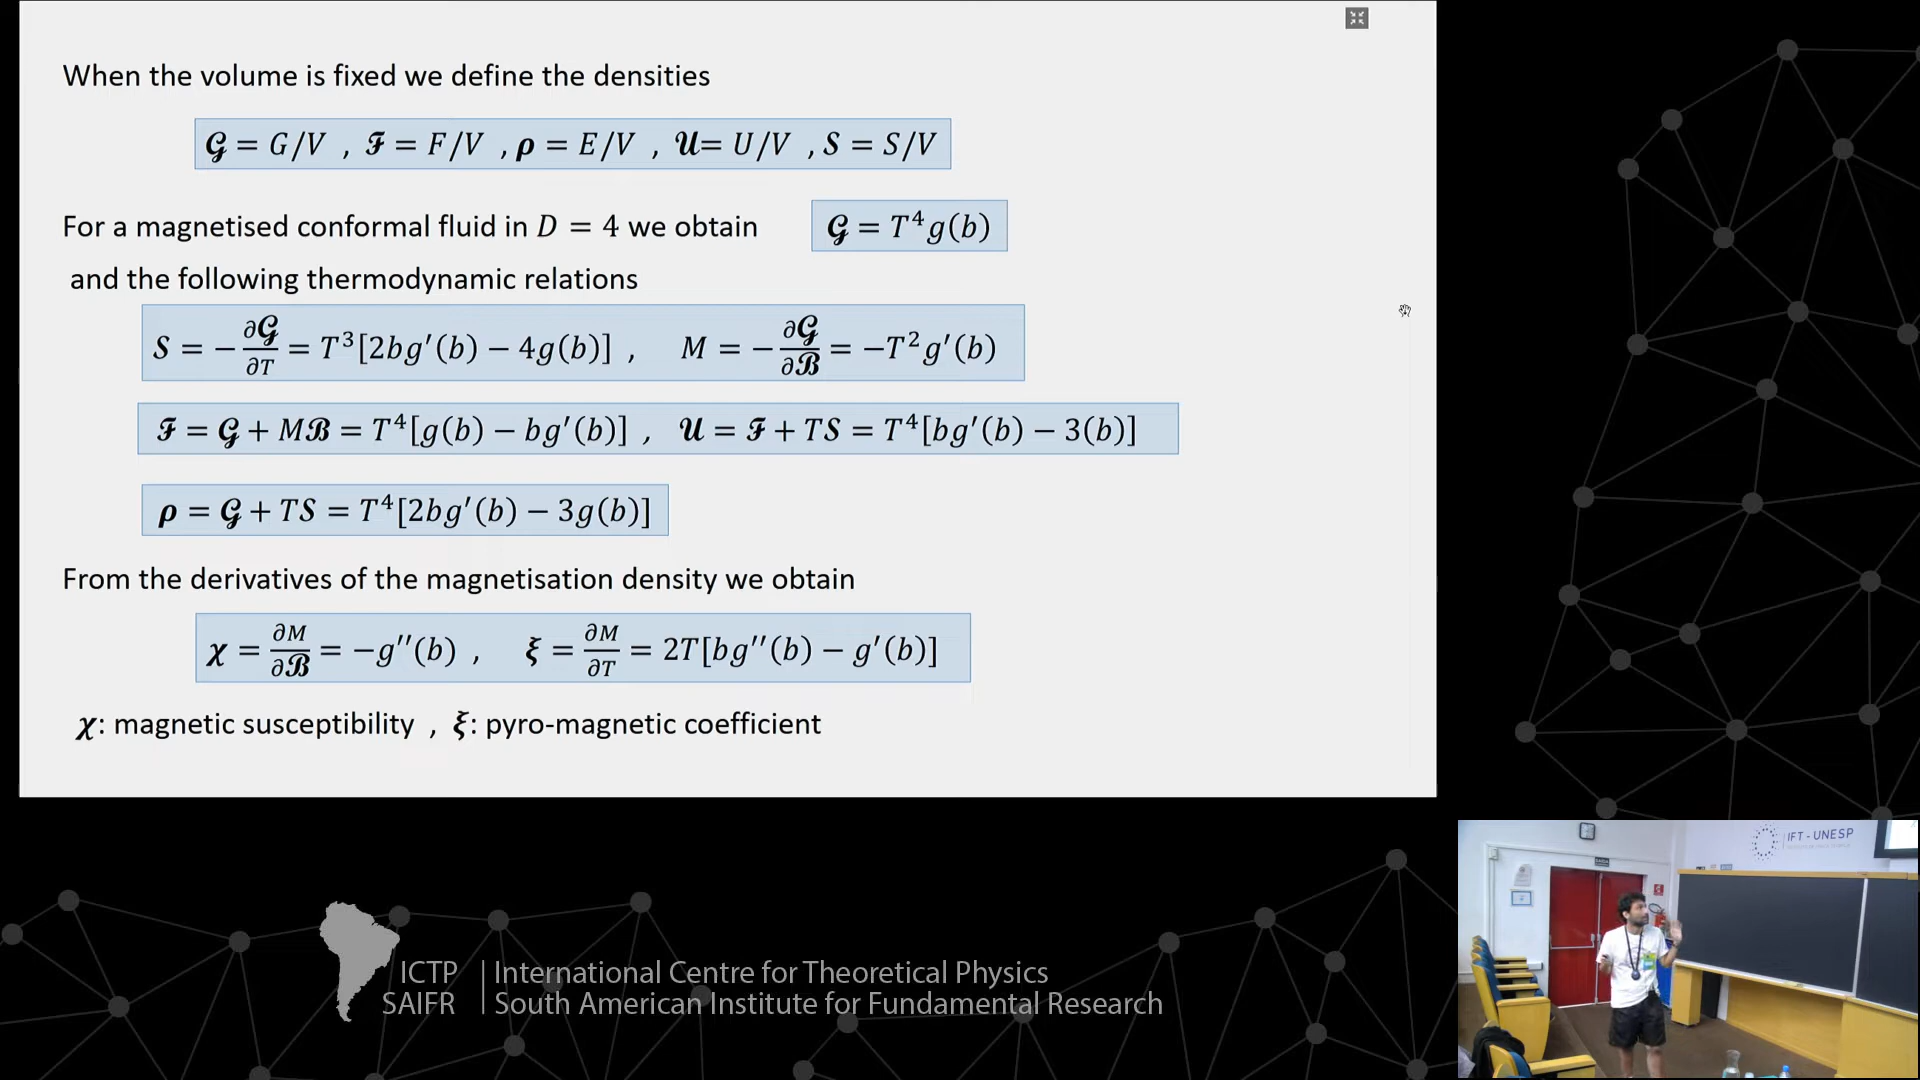 When the volume is fixed we define the densities
𝓖 = G/V , 𝓕 = F/V , ρ = E/V , 𝓤= U/V , S = S/V
For a magnetised conformal fluid in D = 4 we obtain 𝓖 = T⁴g(b)
and the following thermodynamic relations
S = −∂𝓖/∂T = T³[2bg′(b) − 4g(b)] , M = −∂𝓖/∂𝓑 = −T²g′(b)
𝓕 = 𝓖 + M𝓑 = T⁴[g(b) − bg′(b)] , 𝓤 = 𝓕 + TS = T⁴[bg′(b) − 3(b)]
ρ = 𝓖 + TS = T⁴[2bg′(b) − 3g(b)]
From the derivatives of the magnetisation density we obtain
χ = ∂M/∂𝓑 = −g′′(b) , ξ = ∂M/∂T = 2T[bg′′(b) − g′(b)]
χ: magnetic susceptibility , ξ: pyro-magnetic coefficient
IFT - UNESP
ICTP | International Centre for Theoretical Physics
SAIFR | South American Institute for Fundamental Research